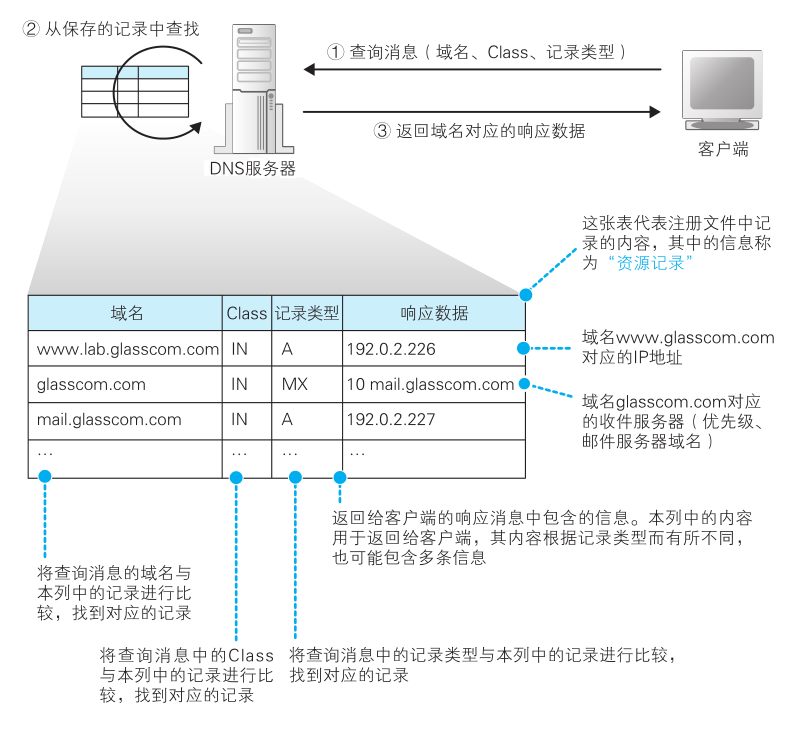 ② 从保存的记录中查找
① 查询消息（域名、Class、记录类型）
③ 返回域名对应的响应数据
DNS服务器
客户端
这张表代表注册文件中记
录的内容，其中的信息称
为“资源记录”
域名 Class 记录类型 响应数据
www.lab.glasscom.com IN A 192.0.2.226
glasscom.com IN MX 10 mail.glasscom.com
mail.glasscom.com IN A 192.0.2.227
… … … …
域名www.glasscom.com
对应的IP地址
域名glasscom.com对应
的收件服务器（优先级、
邮件服务器域名）
返回给客户端的响应消息中包含的信息。本列中的内容
用于返回给客户端，其内容根据记录类型而有所不同，
也可能包含多条信息
将查询消息的域名与
本列中的记录进行比
较，找到对应的记录
将查询消息中的Class
与本列中的记录进行比
较，找到对应的记录
将查询消息中的记录类型与本列中的记录进行比较，
找到对应的记录